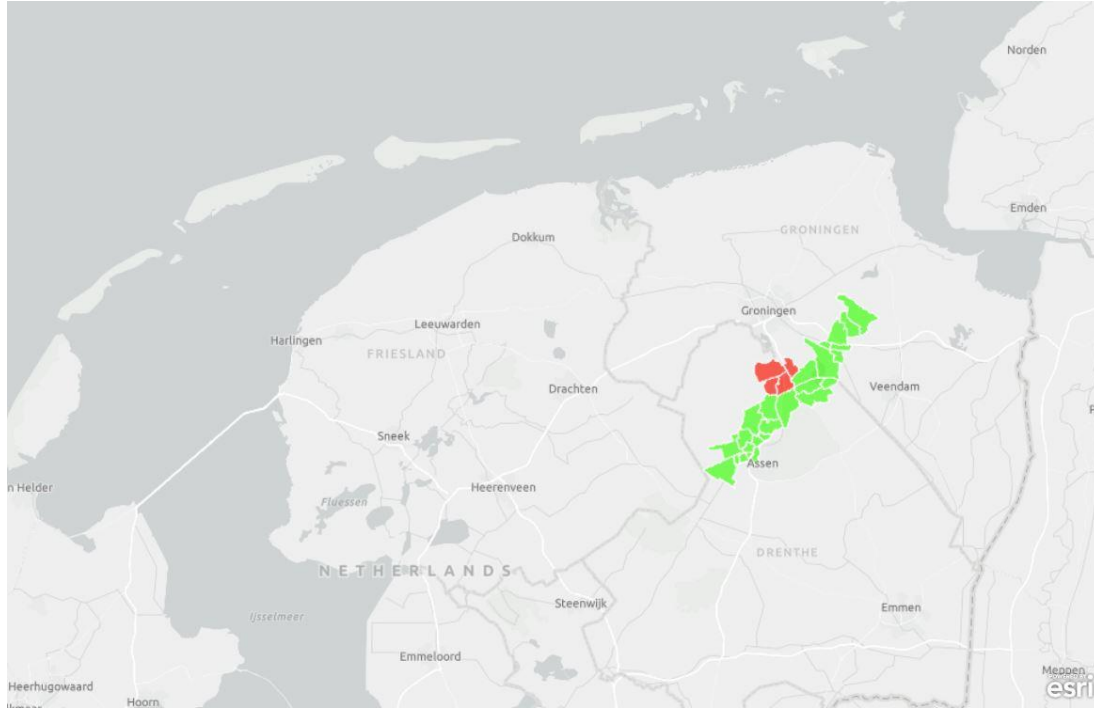 Norden
Emden
Dokkum
GRONINGEN
Groningen
Leeuwarden
Harlingen
FRIESLAND
Drachten
Veendam
Sneek
Assen
n Helder
Heerenveen
Fluessen
DRENTHE
NETHERLANDS
Steenwijk
Emmen
Ijsselmeer
Emmeloord
Meppen
Heerhugowaard
Hoorn
esri